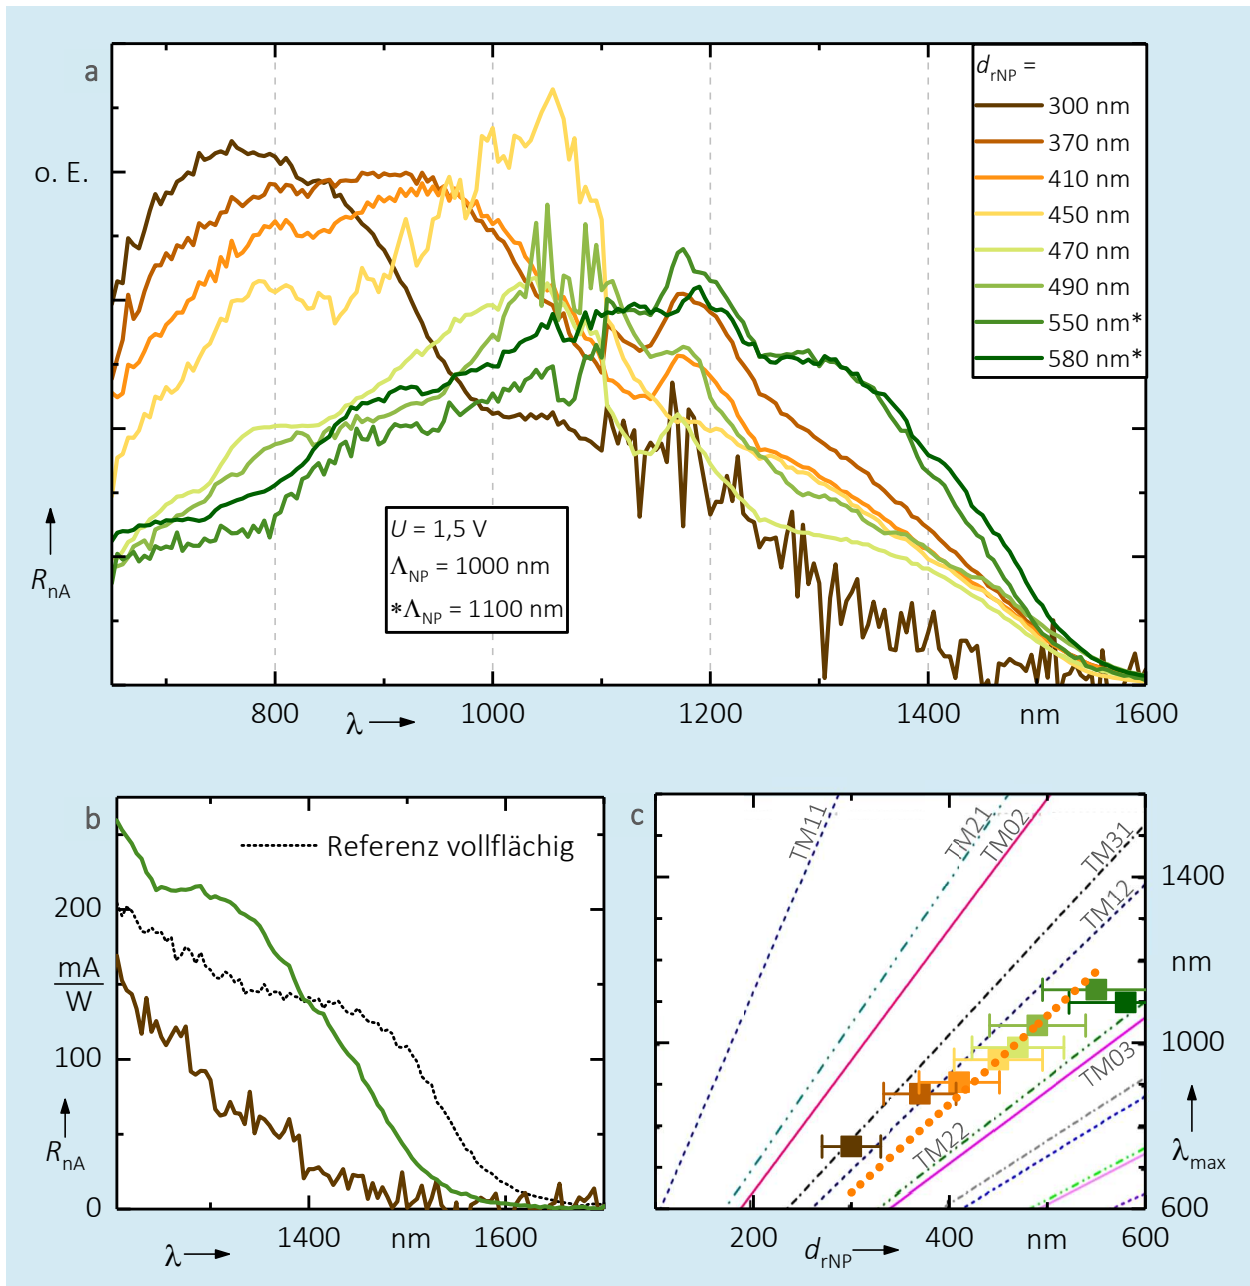 a
d_rNP =
300 nm
370 nm
410 nm
450 nm
470 nm
490 nm
550 nm*
580 nm*
o. E.
R_nA
U = 1,5 V
Λ_NP = 1000 nm
*Λ_NP = 1100 nm
800 1000 1200 1400 nm 1600
λ
b
Referenz vollflächig
200
mA
W
100
R_nA
0
1400 nm 1600
λ
c
TM11
TM21
TM02
TM31
TM12
TM22
TM03
1400
nm
1000
λ_max
600
200 400 nm 600
d_rNP